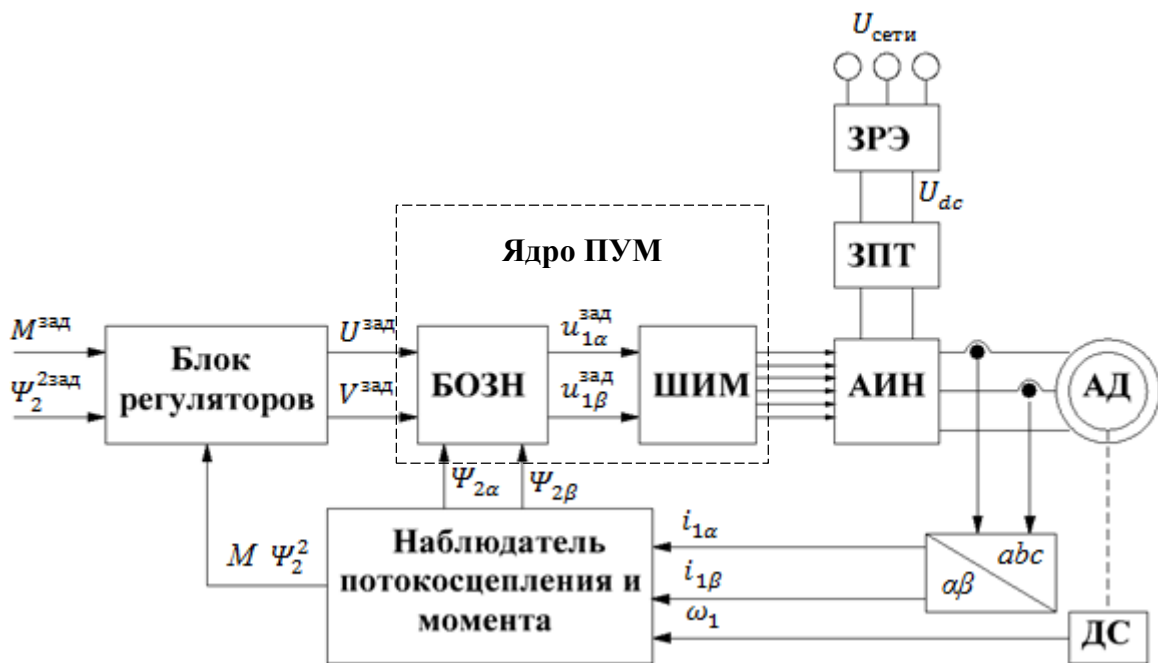 Uсети
ЗРЭ
U_dc
Ядро ПУМ
ЗПТ
M^зад
Ψ_2^2зад
Блок
регуляторов
U^зад
V^зад
БОЗН
u_1α^зад
u_1β^зад
ШИМ
АИН
АД
Ψ_2α
Ψ_2β
M Ψ_2^2
Наблюдатель
потокосцепления и
момента
i_1α
i_1β
ω_1
abc
αβ
ДС